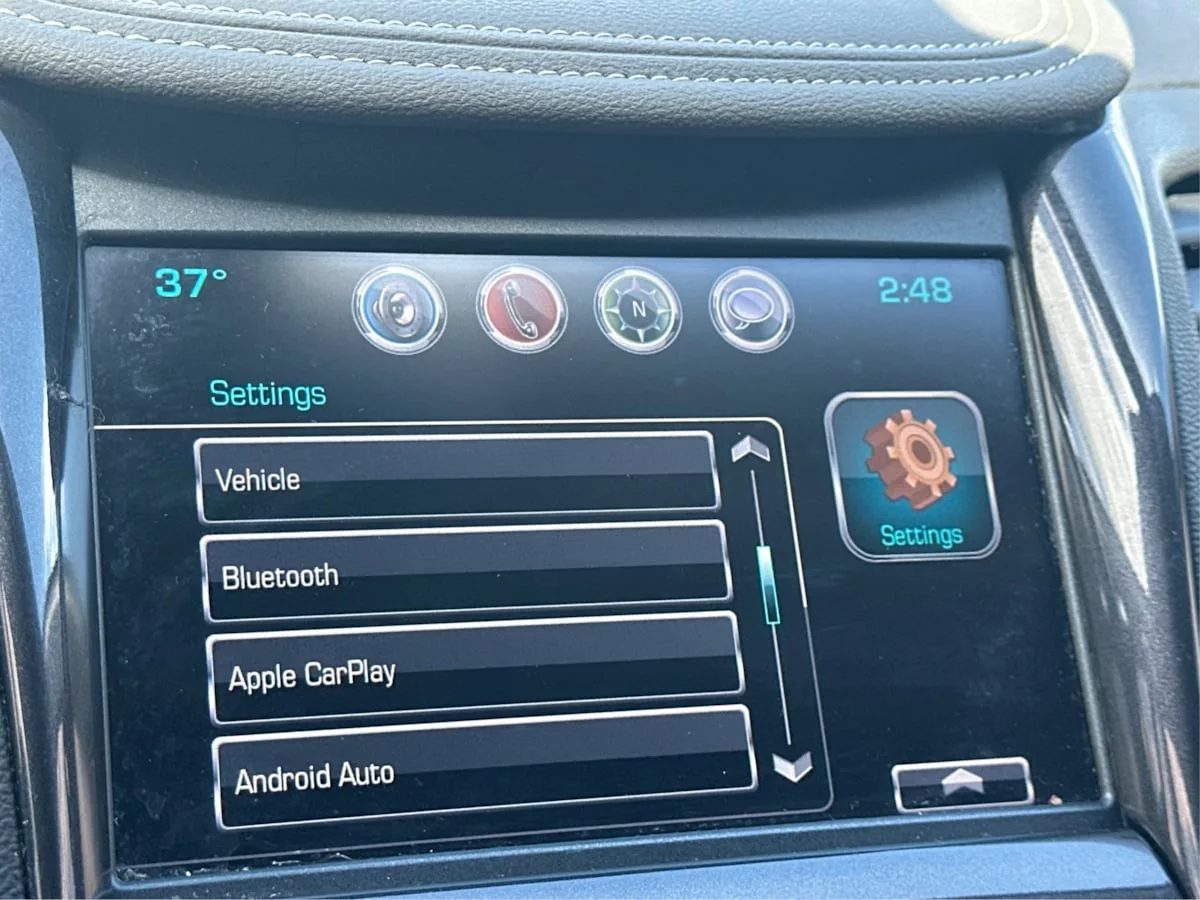 37°
N
2:48
Settings
Vehicle
Bluetooth
Apple CarPlay
Android Auto
Settings